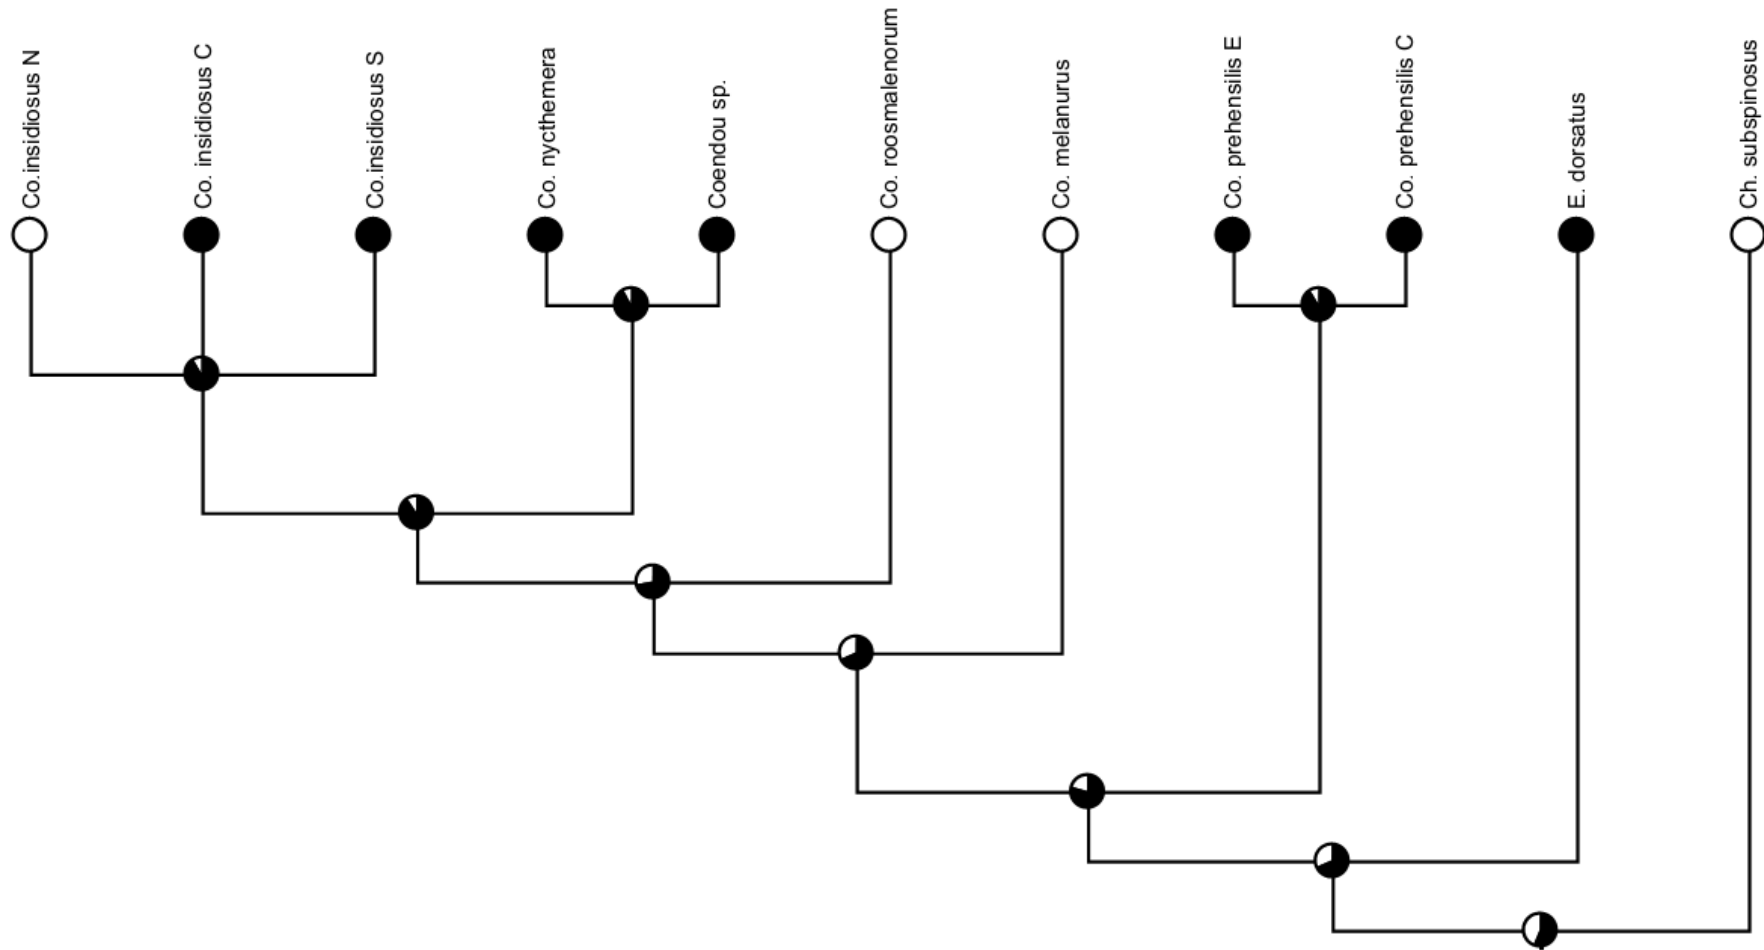 Co.insidiosus N
Co. insidiosus C
Co.insidiosus S
Co. nycthemera
Coendou sp.
Co. roosmalenorum
Co. melanurus
Co. prehensilis E
Co. prehensilis C
E. dorsatus
Ch. subspinosus